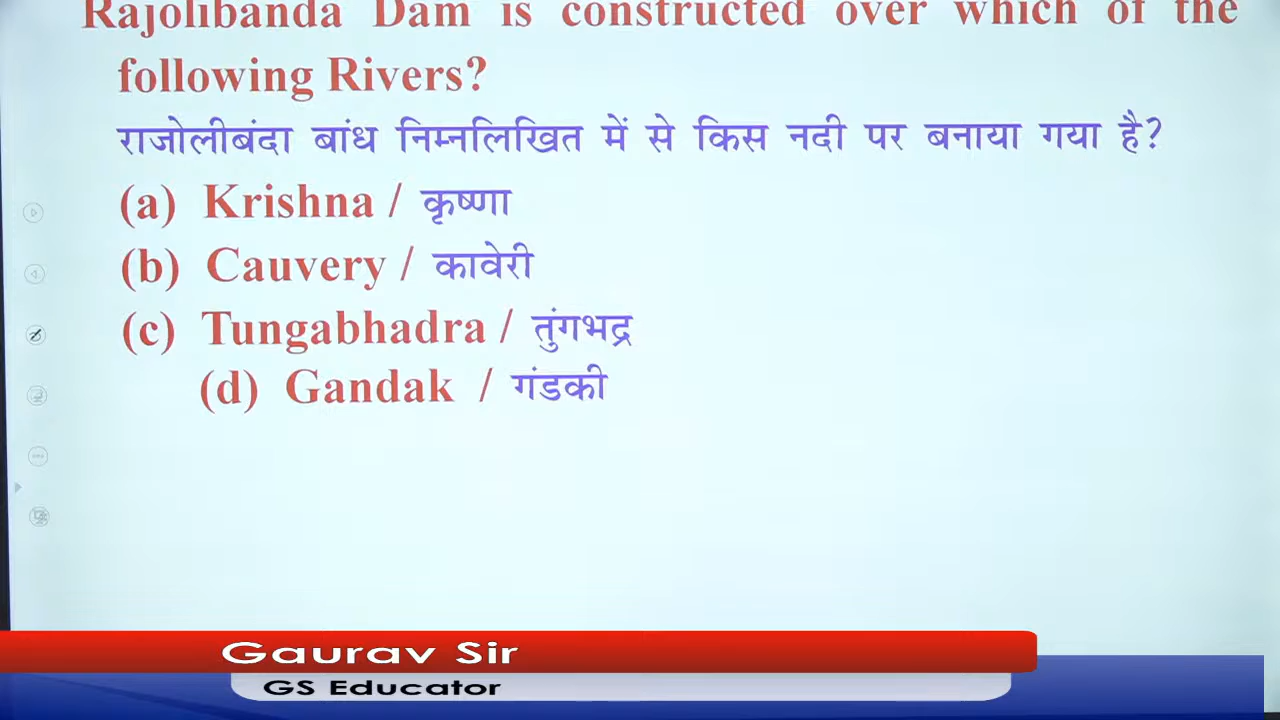 Rajolibanda Dam is constructed over which of the
following Rivers?
राजोलीबंदा बांध निम्नलिखित में से किस नदी पर बनाया गया है?
(a) Krishna / कृष्णा
(b) Cauvery / कावेरी
(c) Tungabhadra / तुंगभद्र
(d) Gandak / गंडकी
Gaurav Sir
GS Educator